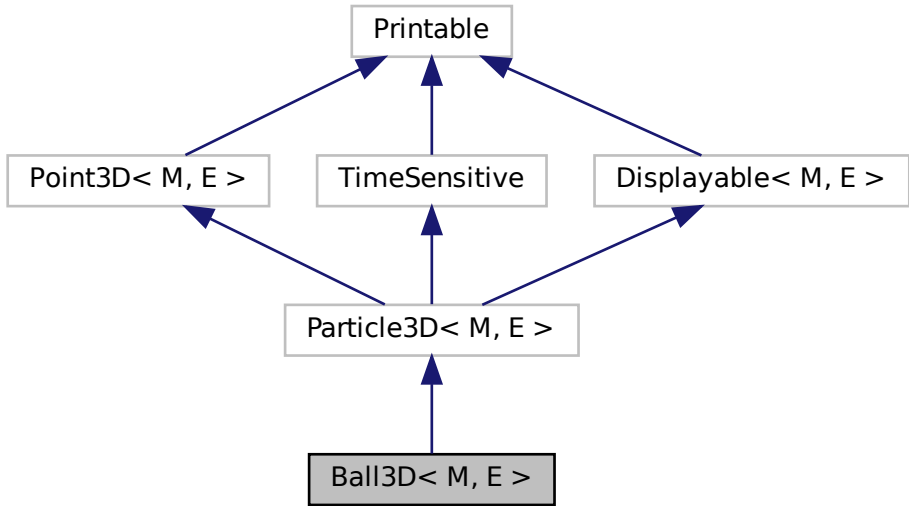 Printable
Point3D< M, E >
TimeSensitive
Displayable< M, E >
Particle3D< M, E >
Ball3D< M, E >